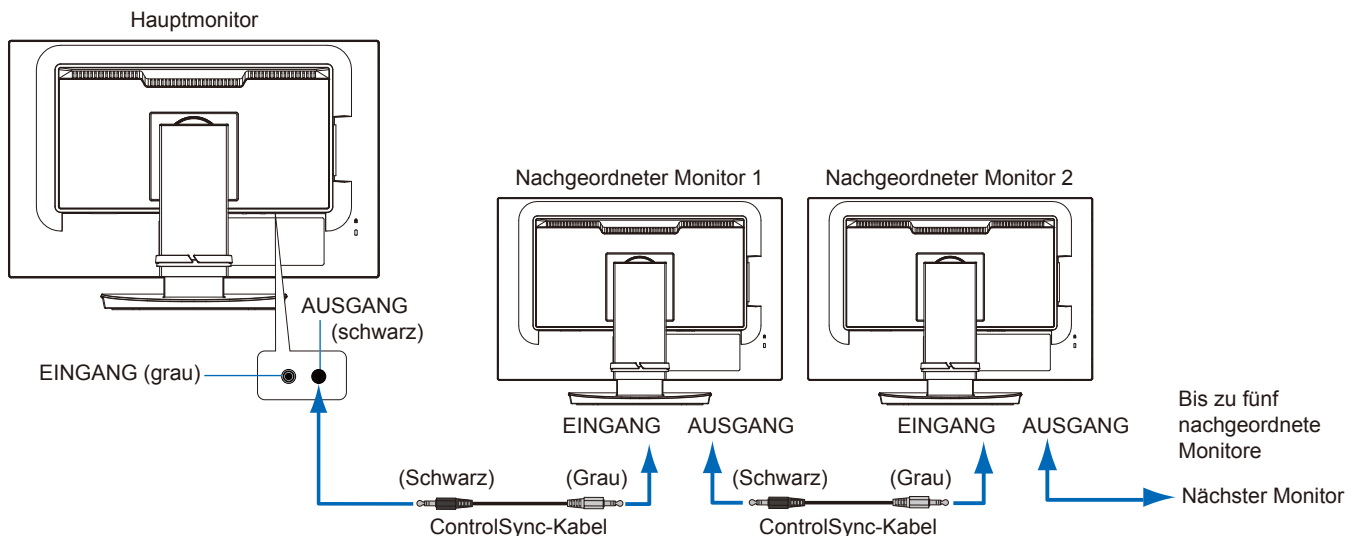 Hauptmonitor
Nachgeordneter Monitor 1
Nachgeordneter Monitor 2
AUSGANG
(schwarz)
EINGANG (grau)
EINGANG
AUSGANG
EINGANG
AUSGANG
Bis zu fünf
nachgeordnete
Monitore
(Schwarz)
(Grau)
(Schwarz)
(Grau)
Nächster Monitor
ControlSync-Kabel
ControlSync-Kabel